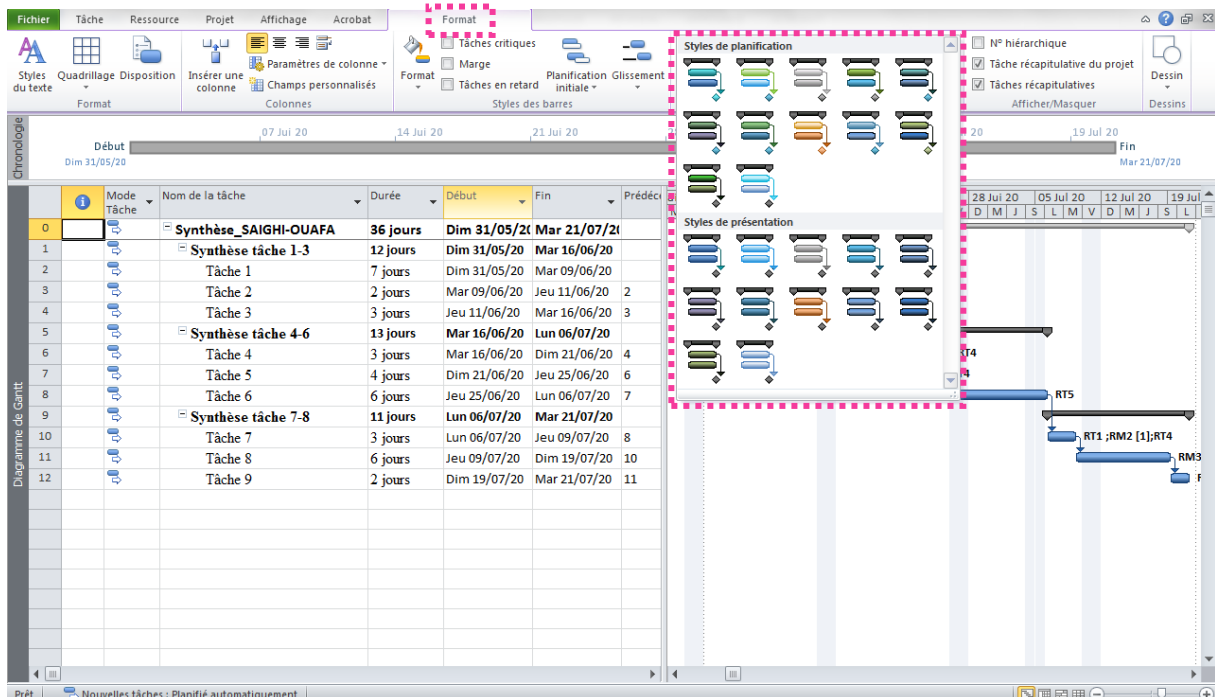 Fichier Tâche Ressource Projet Affichage Acrobat Format
Styles du texte
Quadrillage
Disposition
Format
Insérer une colonne
Paramètres de colonne
Champs personnalisés
Colonnes
Format
Tâches critiques
Marge
Tâches en retard
Planification initiale
Glissement
Styles des barres
Styles de planification
Styles de présentation
N° hiérarchique
Tâche récapitulative du projet
Tâches récapitulatives
Afficher/Masquer
Dessin
Dessins
Chronologie
07 Jui 20 14 Jui 20 21 Jui 20 20 19 Jul 20
Début
Dim 31/05/20
Fin
Mar 21/07/20
Diagramme de Gantt
Mode Tâche Nom de la tâche Durée Début Fin Prédéc
28 Jui 20 05 Jul 20 12 Jul 20 19 Jul
D M J S L M V D M J S L
0 Synthèse_SAIGHI-OUAFA 36 jours Dim 31/05/20 Mar 21/07/20
1 Synthèse tâche 1-3 12 jours Dim 31/05/20 Mar 16/06/20
2 Tâche 1 7 jours Dim 31/05/20 Mar 09/06/20
3 Tâche 2 2 jours Mar 09/06/20 Jeu 11/06/20 2
4 Tâche 3 3 jours Jeu 11/06/20 Mar 16/06/20 3
5 Synthèse tâche 4-6 13 jours Mar 16/06/20 Lun 06/07/20
6 Tâche 4 3 jours Mar 16/06/20 Dim 21/06/20 4
7 Tâche 5 4 jours Dim 21/06/20 Jeu 25/06/20 6
8 Tâche 6 6 jours Jeu 25/06/20 Lun 06/07/20 7
RT5
9 Synthèse tâche 7-8 11 jours Lun 06/07/20 Mar 21/07/20
10 Tâche 7 3 jours Lun 06/07/20 Jeu 09/07/20 8
RT1 ;RM2 [1];RT4
11 Tâche 8 6 jours Jeu 09/07/20 Dim 19/07/20 10
RM3
12 Tâche 9 2 jours Dim 19/07/20 Mar 21/07/20 11
Prêt Nouvelles tâches : Planifié automatiquement